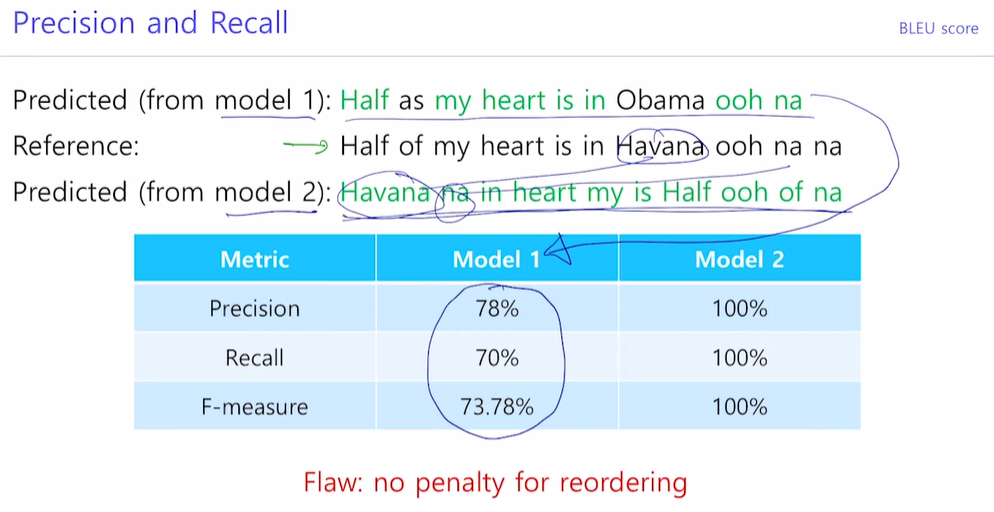 Precision and Recall
BLEU score
Predicted (from model 1): Half as my heart is in Obama ooh na
Reference: Half of my heart is in Havana ooh na na
Predicted (from model 2): Havana na in heart my is Half ooh of na
Metric Model 1 Model 2
Precision 78% 100%
Recall 70% 100%
F-measure 73.78% 100%
Flaw: no penalty for reordering